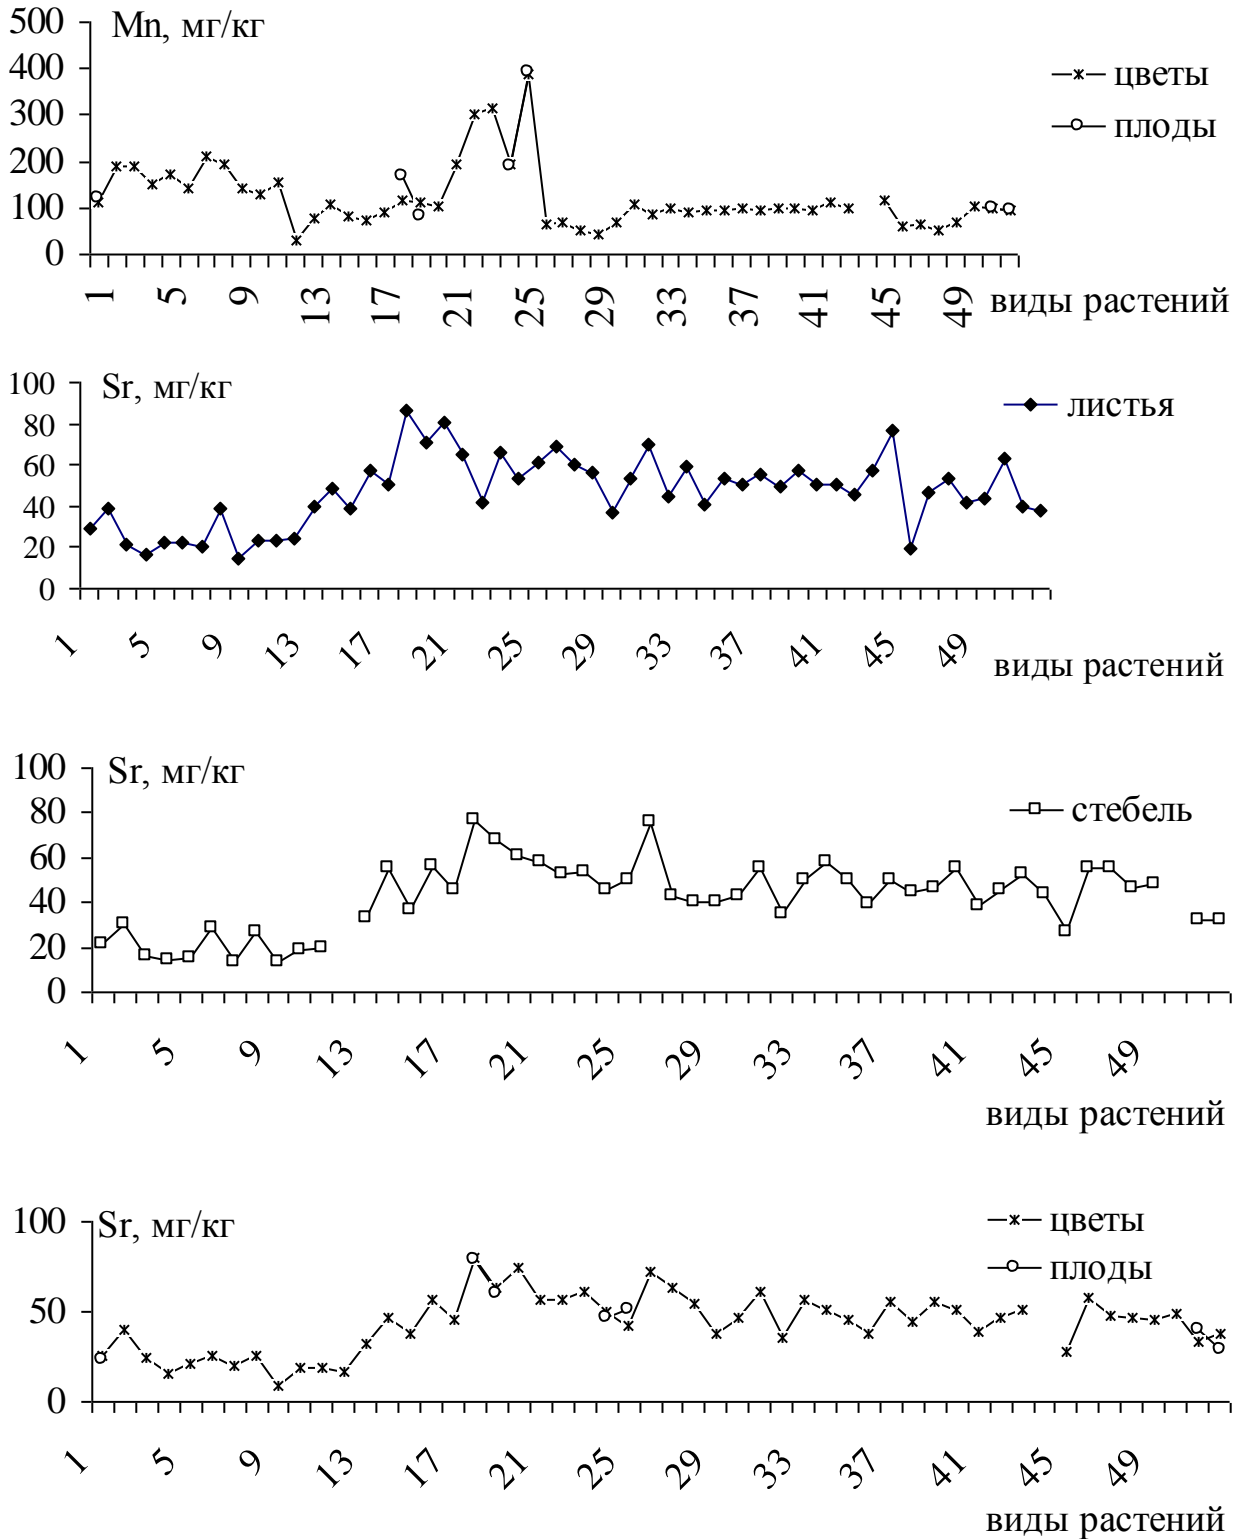 500
Mn, мг/кг
400
300
200
100
0
цветы
плоды
1 5 9 13 17 21 25 29 33 37 41 45 49
виды растений
100
Sr, мг/кг
80
60
40
20
0
листья
1 5 9 13 17 21 25 29 33 37 41 45 49
виды растений
100
Sr, мг/кг
80
60
40
20
0
стебель
1 5 9 13 17 21 25 29 33 37 41 45 49
виды растений
100
Sr, мг/кг
50
0
цветы
плоды
1 5 9 13 17 21 25 29 33 37 41 45 49
виды растений